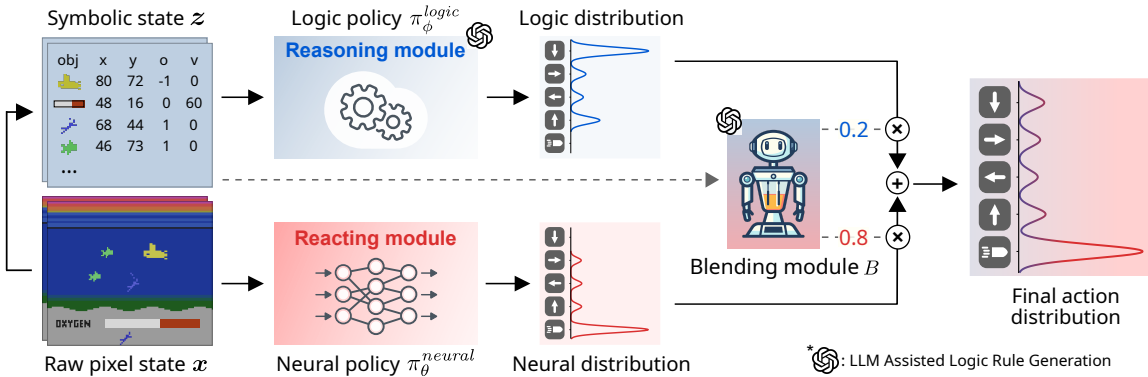 Symbolic state z
obj x y o v
80 72 -1 0
48 16 0 60
68 44 1 0
46 73 1 0
...
Logic policy π_ϕ^{logic}
Reasoning module
Logic distribution
0.2
×
+
0.8
×
Blending module B
OXYGEN
Raw pixel state x
Reacting module
Neural policy π_θ^{neural}
Neural distribution
Final action
distribution
*: LLM Assisted Logic Rule Generation